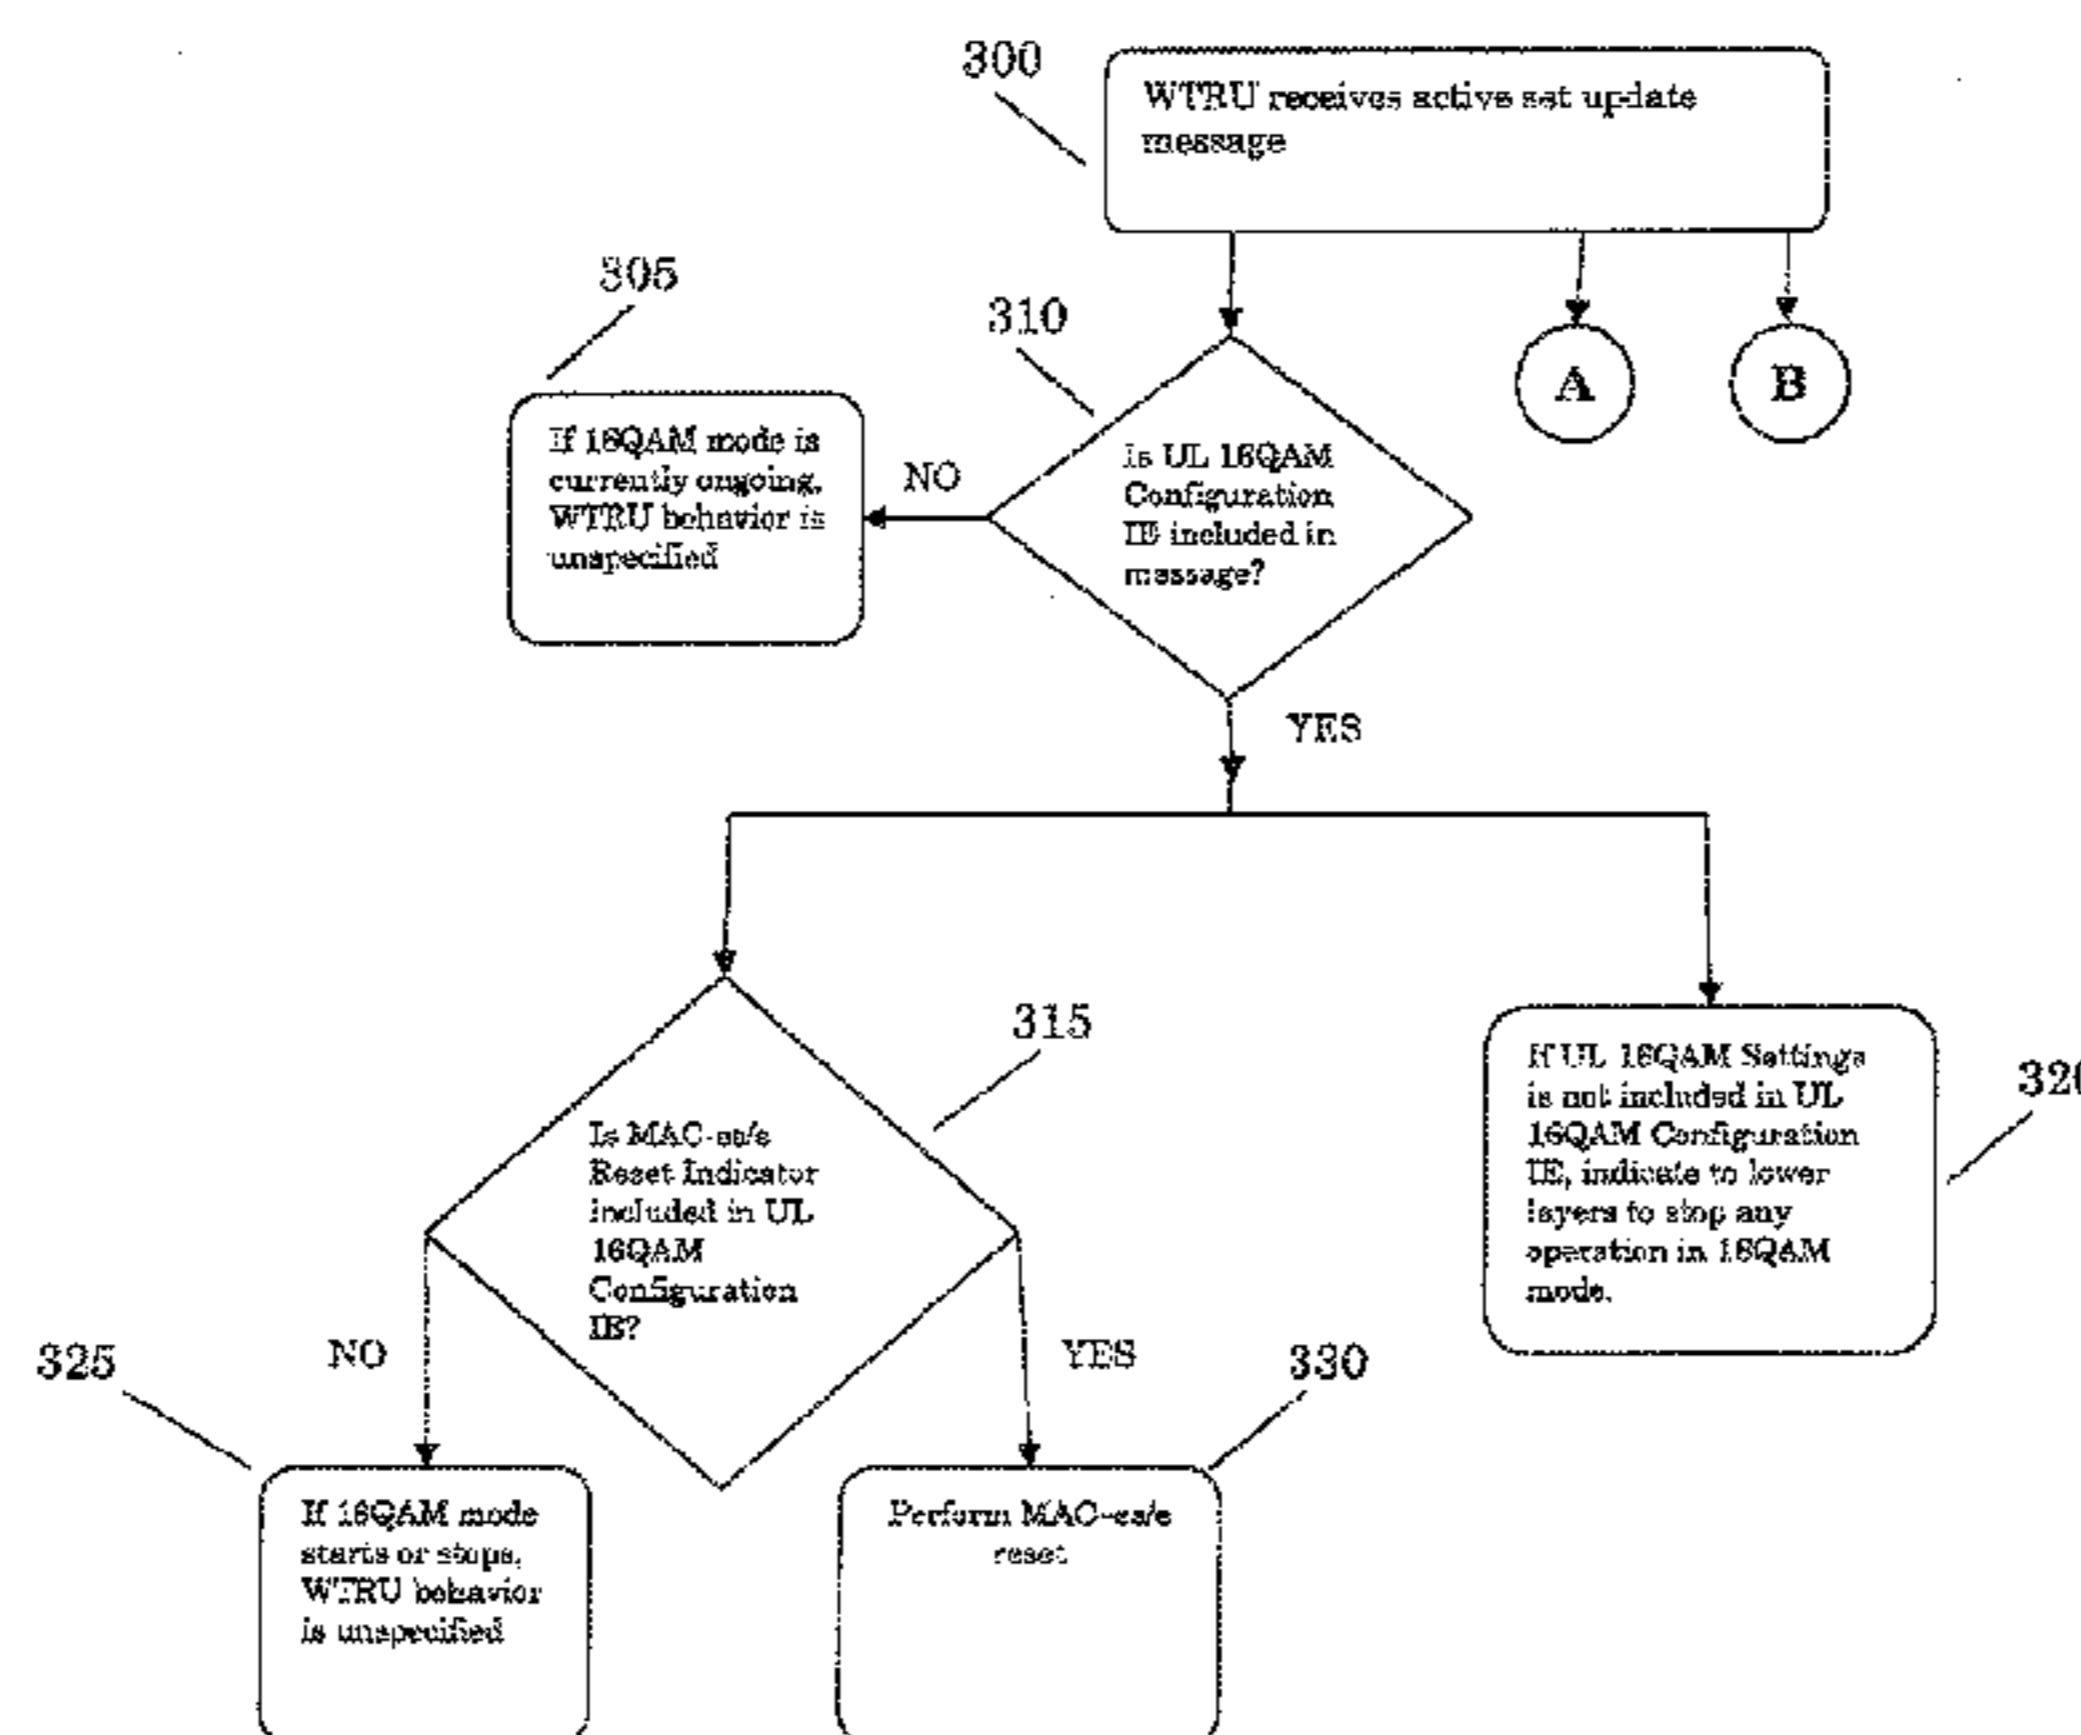 300
WTRU receives active set update
message
305
310
A
B
If 16QAM mode is
currently ongoing,
WTRU behavior is
unspecified
NO
Is UL 16QAM
Configuration
IE included in
message?
YES
315
Is MAC-es/e
Reset Indicator
included in UL
16QAM
Configuration
IE?
If UL 16QAM Settings
is not included in UL
16QAM Configuration
IE, indicate to lower
layers to stop any
operation in 16QAM
mode.
320
325
NO
YES
330
If 16QAM mode
starts or stops,
WTRU behavior
is unspecified
Perform MAC-es/e
reset